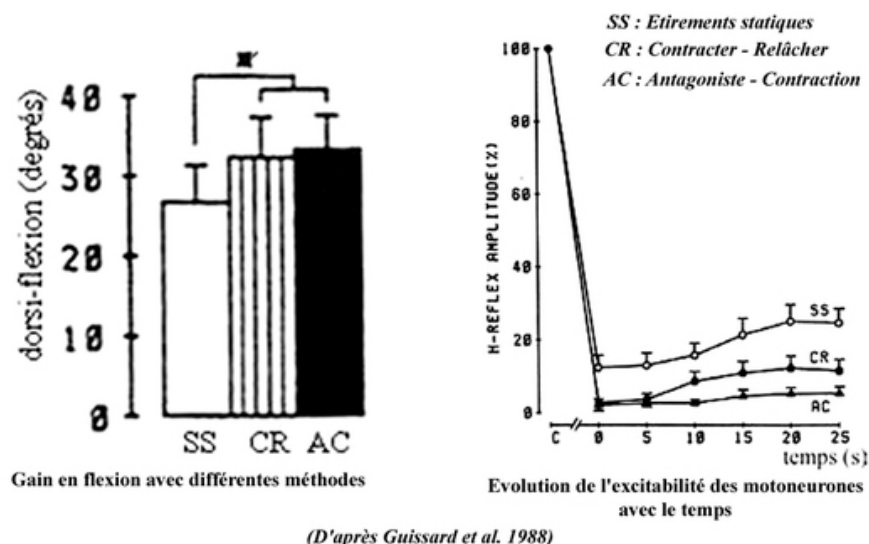 SS : Etirements statiques
CR : Contracter - Relâcher
AC : Antagoniste - Contraction
dorsi-flexion (degrés)
40
30
20
10
0
SS CR AC
Gain en flexion avec différentes méthodes
H-REFLEX AMPLITUDE(%)
100
80
60
40
20
0
SS
CR
AC
C 0 5 10 15 20 25
temps (s)
Evolution de l'excitabilité des motoneurones
avec le temps
(D'après Guissard et al. 1988)